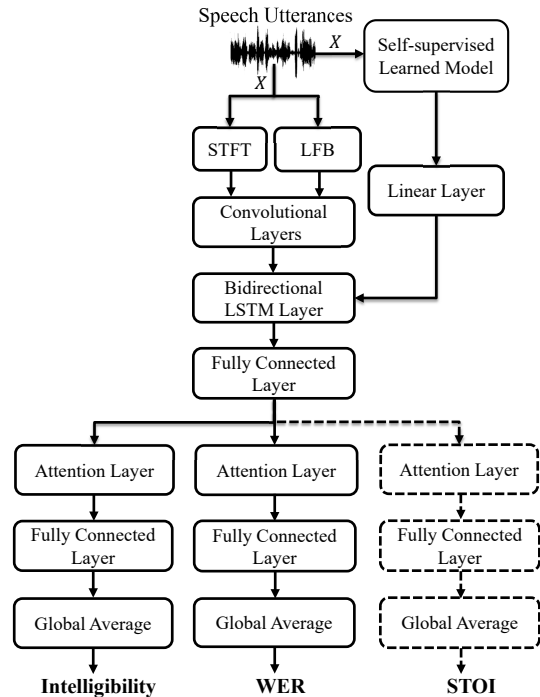 Speech Utterances
X
Self-supervised
Learned Model
X
STFT
LFB
Linear Layer
Convolutional
Layers
Bidirectional
LSTM Layer
Fully Connected
Layer
Attention Layer
Attention Layer
Attention Layer
Fully Connected
Layer
Fully Connected
Layer
Fully Connected
Layer
Global Average
Global Average
Global Average
Intelligibility
WER
STOI